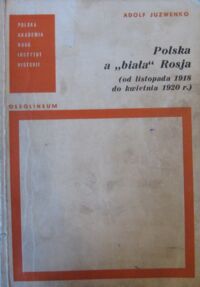 ADOLF JUZWENKO
POLSKA
AKADEMIA
NAUK
INSTYTUT
HISTORII
Polska
a „biała" Rosja
(od listopada 1918
do kwietnia 1920 r.)
OSSOLINEUM